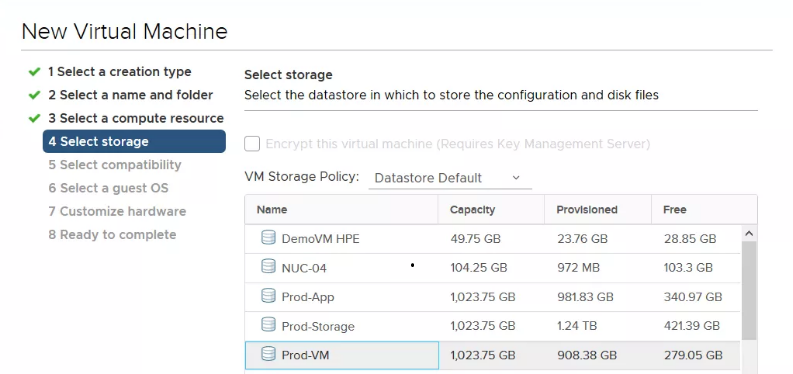 New Virtual Machine
1 Select a creation type
2 Select a name and folder
3 Select a compute resource
4 Select storage
5 Select compatibility
6 Select a guest OS
7 Customize hardware
8 Ready to complete
Select storage
Select the datastore in which to store the configuration and disk files
Encrypt this virtual machine (Requires Key Management Server)
VM Storage Policy: Datastore Default
Name Capacity Provisioned Free
DemoVM HPE 49.75 GB 23.76 GB 28.85 GB
NUC-04 104.25 GB 972 MB 103.3 GB
Prod-App 1,023.75 GB 981.83 GB 340.97 GB
Prod-Storage 1,023.75 GB 1.24 TB 421.39 GB
Prod-VM 1,023.75 GB 908.38 GB 279.05 GB